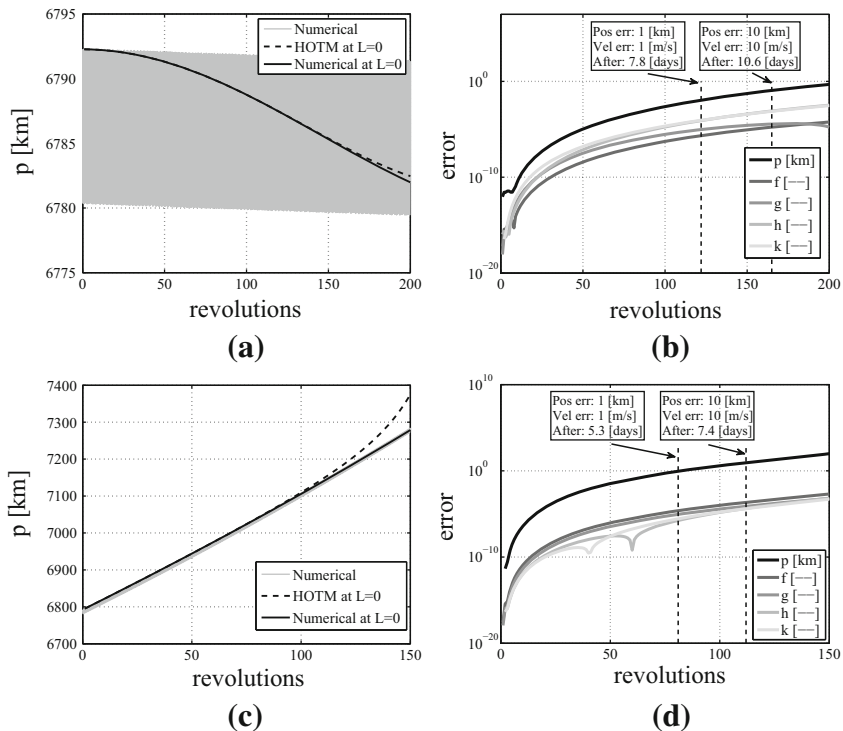 6795
6790
6785
6780
6775
p [km]
0
50
100
150
200
revolutions
Numerical
HOTM at L=0
Numerical at L=0
(a)
10^0
10^-10
10^-20
error
0
50
100
150
200
revolutions
Pos err: 1 [km]
Vel err: 1 [m/s]
After: 7.8 [days]
Pos err: 10 [km]
Vel err: 10 [m/s]
After: 10.6 [days]
p [km]
f [—–]
g [—–]
h [—–]
k [—–]
(b)
7400
7300
7200
7100
7000
6900
6800
6700
p [km]
0
50
100
150
revolutions
Numerical
HOTM at L=0
Numerical at L=0
(c)
10^10
10^0
10^-10
10^-20
error
0
50
100
150
revolutions
Pos err: 1 [km]
Vel err: 1 [m/s]
After: 5.3 [days]
Pos err: 10 [km]
Vel err: 10 [m/s]
After: 7.4 [days]
p [km]
f [—–]
g [—–]
h [—–]
k [—–]
(d)